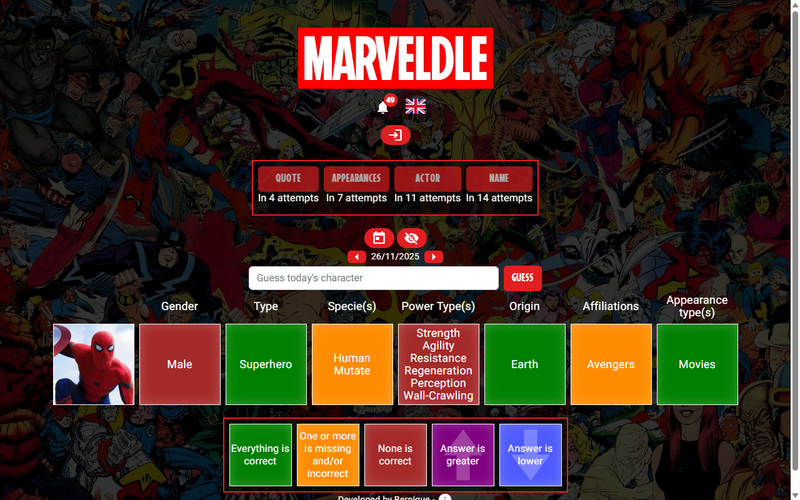 MARVELDLE
49
QUOTE APPEARANCES ACTOR NAME
In 4 attempts In 7 attempts In 11 attempts In 14 attempts
26/11/2025
Guess today's character GUESS
Gender Type Specie(s) Power Type(s) Origin Affiliations Appearance
type(s)
Male
Superhero
Human
Mutate
Strength
Agility
Resistance
Regeneration
Perception
Wall-Crawling
Earth
Avengers
Movies
Everything is
correct
One or more
is missing
and/or
incorrect
None is
correct
Answer is
greater
Answer is
lower
Developed by Bernique -